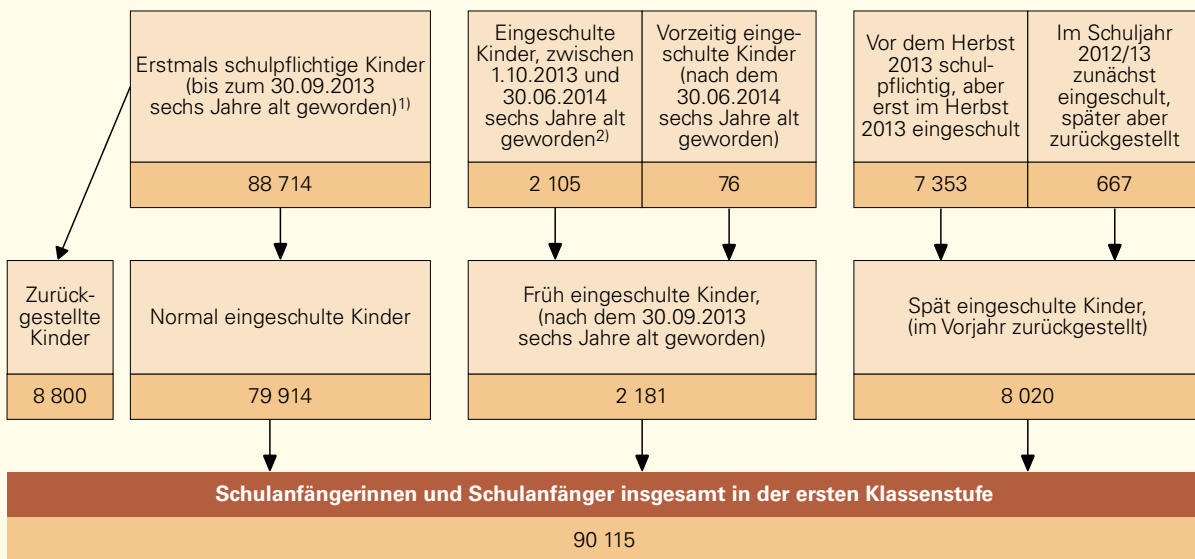 Erstmals schulpflichtige Kinder
(bis zum 30.09.2013
sechs Jahre alt geworden)1)
88 714
Eingeschulte
Kinder, zwischen
1.10.2013 und
30.06.2014
sechs Jahre alt
geworden2)
2 105
Vorzeitig einge-
schulte Kinder
(nach dem
30.06.2014
sechs Jahre alt
geworden)
76
Vor dem Herbst
2013 schul-
pflichtig, aber
erst im Herbst
2013 eingeschult
7 353
Im Schuljahr
2012/13
zunächst
eingeschult,
später aber
zurückgestellt
667
Zurück-
gestellte
Kinder
8 800
Normal eingeschulte Kinder
79 914
Früh eingeschulte Kinder,
(nach dem 30.09.2013
sechs Jahre alt geworden)
2 181
Spät eingeschulte Kinder,
(im Vorjahr zurückgestellt)
8 020
Schulanfängerinnen und Schulanfänger insgesamt in der ersten Klassenstufe
90 115